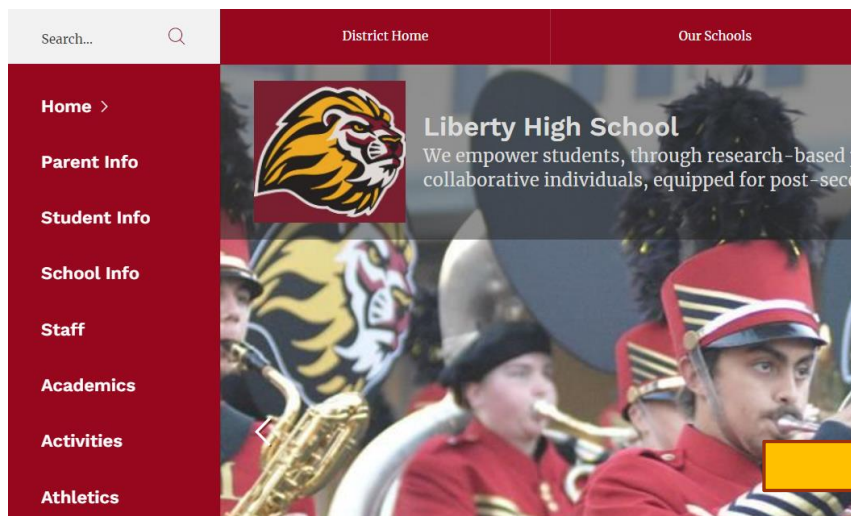 Search...
District Home
Our Schools
Home
Parent Info
Student Info
School Info
Staff
Academics
Activities
Athletics
Liberty High School
We empower students, through research-based
collaborative individuals, equipped for post-seco